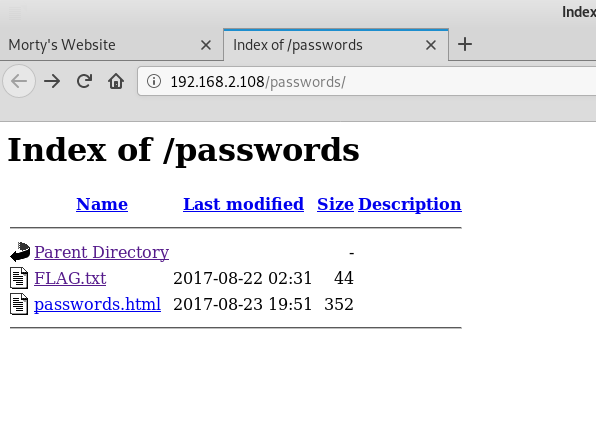 Index
Morty's Website
Index of /passwords
192.168.2.108/passwords/
Index of /passwords
Name Last modified Size Description
Parent Directory -
FLAG.txt 2017-08-22 02:31 44
passwords.html 2017-08-23 19:51 352